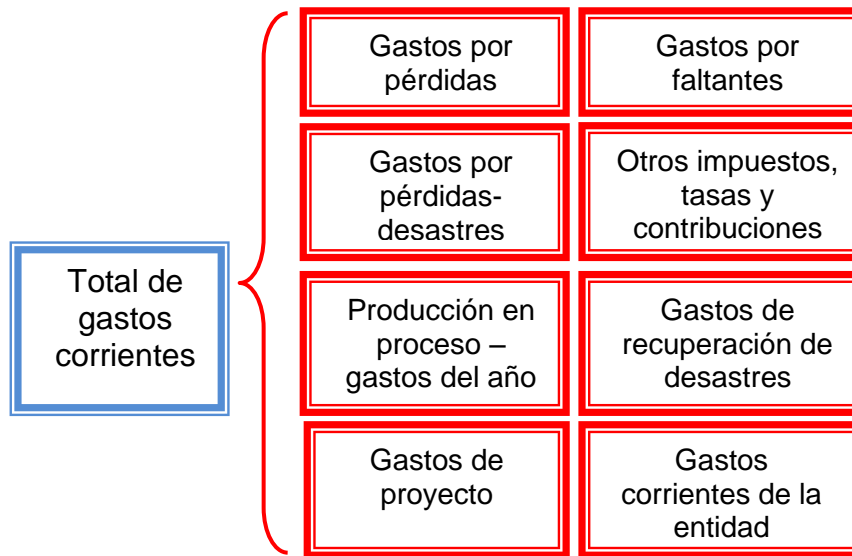 Total de
gastos
corrientes
Gastos por
pérdidas
Gastos por
faltantes
Gastos por
pérdidas-
desastres
Otros impuestos,
tasas y
contribuciones
Producción en
proceso –
gastos del año
Gastos de
recuperación de
desastres
Gastos de
proyecto
Gastos
corrientes de la
entidad